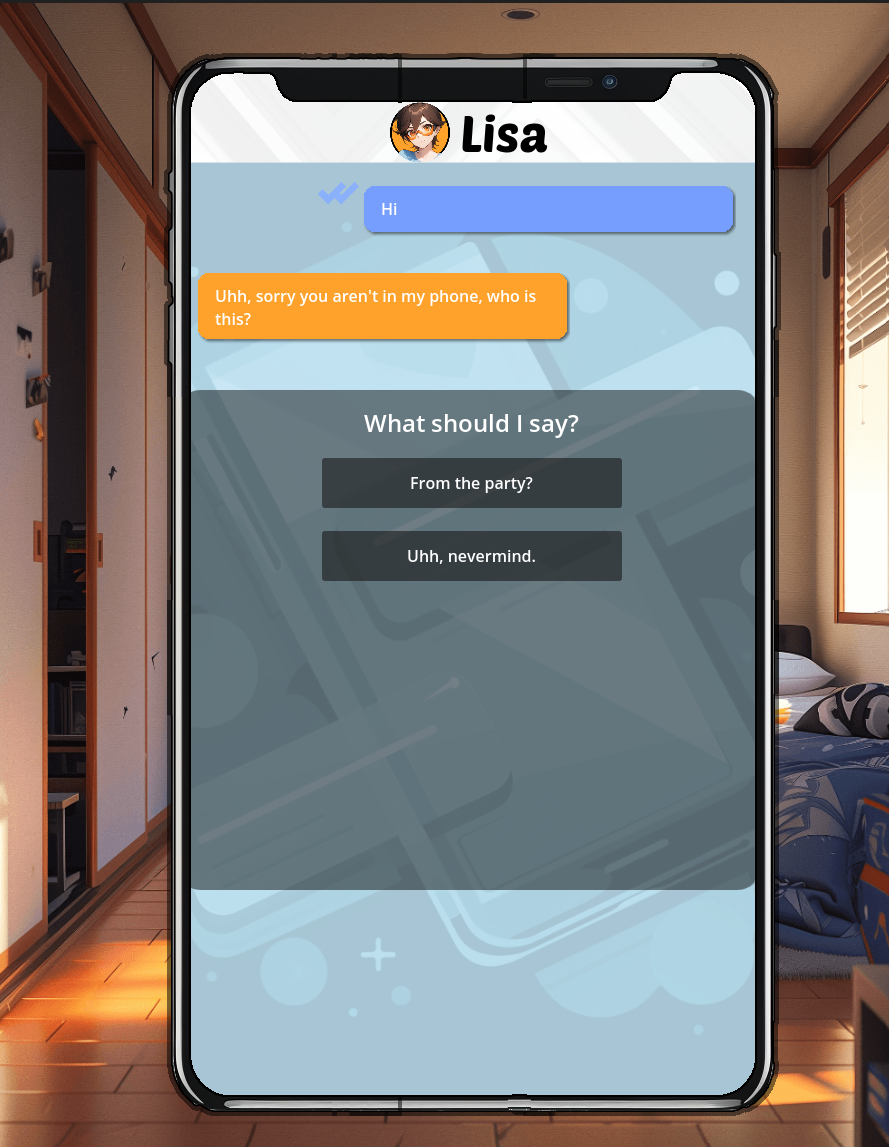 Lisa
Hi
Uhh, sorry you aren't in my phone, who is
this?
What should I say?
From the party?
Uhh, nevermind.